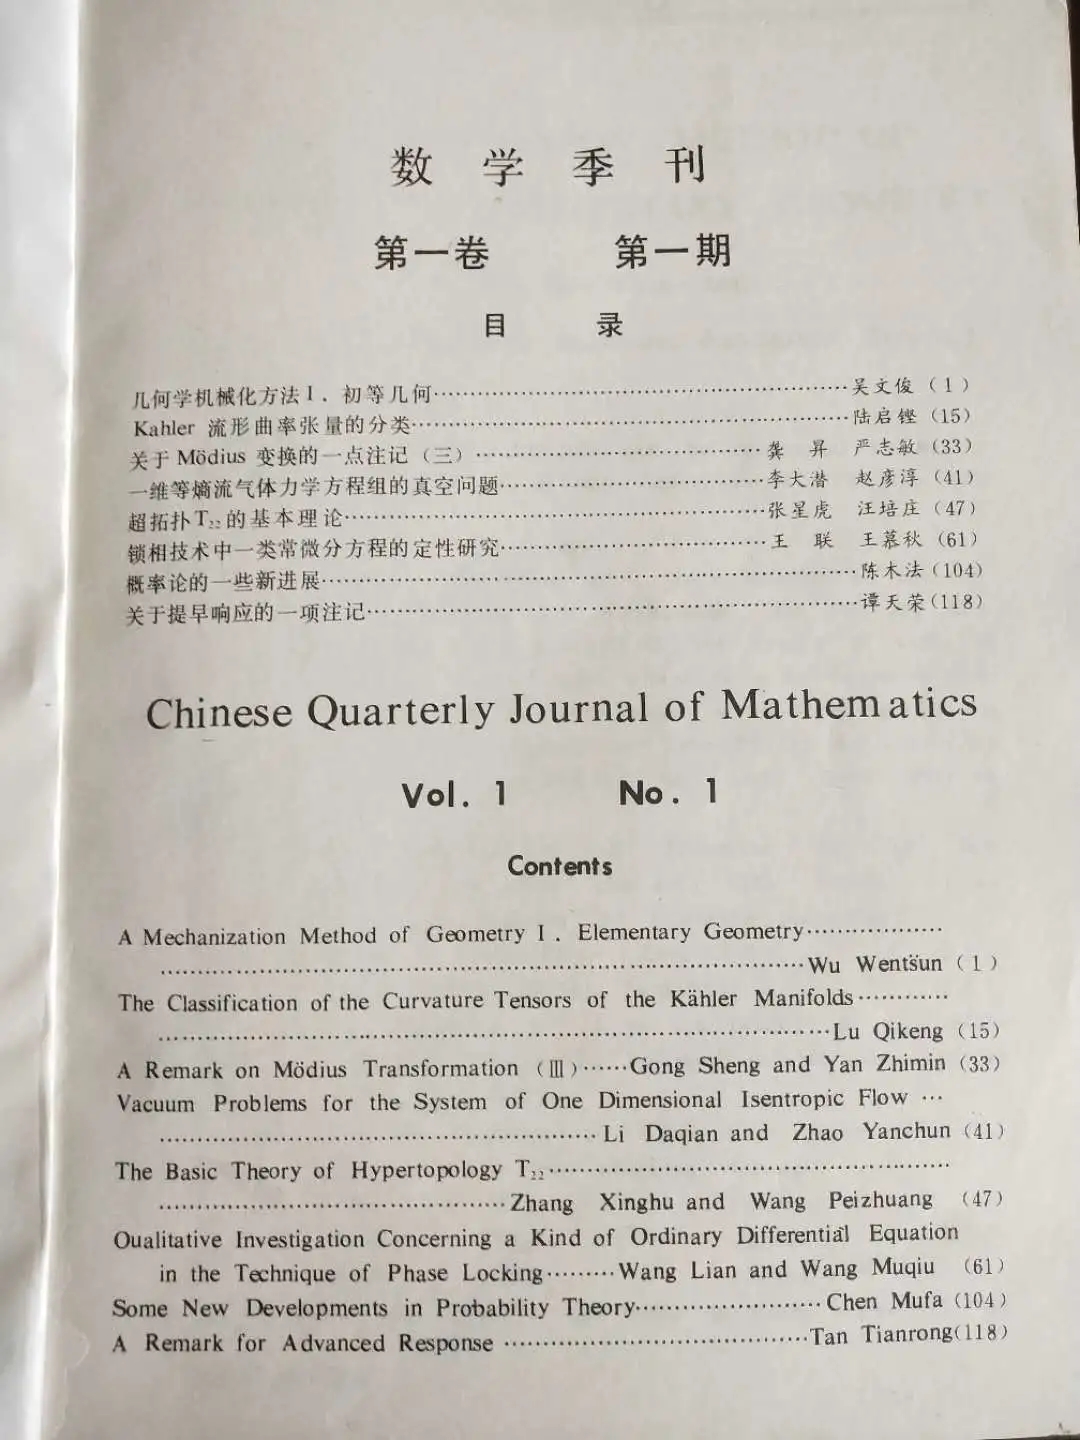 数学季刊
第一卷 第一期
目 录
几何学机械化方法Ⅰ．初等几何……吴文俊（1）
Kahler 流形曲率张量的分类……陆启铿（15）
关于Mödius 变换的一点注记（三）……龚 昇 严志敏（33）
一维等熵流气体力学方程组的真空问题……李大潜 赵彦淳（41）
超拓扑T₂₂的基本理论……张星虎 汪培庄（47）
锁相技术中一类常微分方程的定性研究……王 联 王慕秋（61）
概率论的一些新进展……陈木法（104）
关于提早响应的一项注记……谭天荣（118）
Chinese Quarterly Journal of Mathematics
Vol. 1 No. 1
Contents
A Mechanization Method of Geometry Ⅰ. Elementary Geometry……
……Wu Wentsün（1）
The Classification of the Curvature Tensors of the Kähler Manifolds……
……Lu Qikeng（15）
A Remark on Mödius Transformation（Ⅲ）……Gong Sheng and Yan Zhimin（33）
Vacuum Problems for the System of One Dimensional Isentropic Flow …
……Li Daqian and Zhao Yanchun（41）
The Basic Theory of Hypertopology T₂₂……
……Zhang Xinghu and Wang Peizhuang（47）
Oualitative Investigation Concerning a Kind of Ordinary Differential Equation
in the Technique of Phase Locking……Wang Lian and Wang Muqiu（61）
Some New Developments in Probability Theory……Chen Mufa（104）
A Remark for Advanced Response……Tan Tianrong（118）